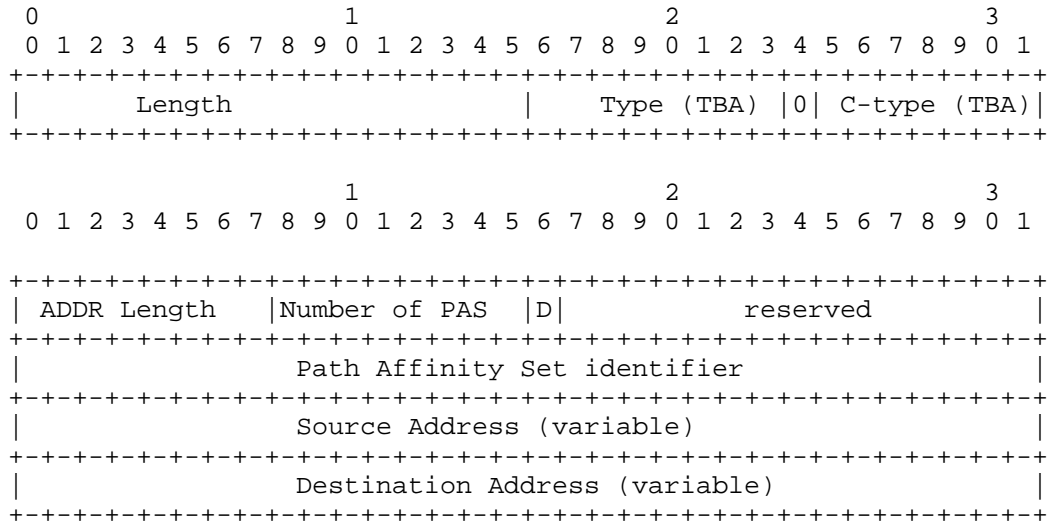 0                   1                   2                   3
 0 1 2 3 4 5 6 7 8 9 0 1 2 3 4 5 6 7 8 9 0 1 2 3 4 5 6 7 8 9 0 1
+-+-+-+-+-+-+-+-+-+-+-+-+-+-+-+-+-+-+-+-+-+-+-+-+-+-+-+-+-+-+-+-+
|       Length                  |    Type (TBA) |0| C-type (TBA)|
+-+-+-+-+-+-+-+-+-+-+-+-+-+-+-+-+-+-+-+-+-+-+-+-+-+-+-+-+-+-+-+-+
                     1                   2                   3
 0 1 2 3 4 5 6 7 8 9 0 1 2 3 4 5 6 7 8 9 0 1 2 3 4 5 6 7 8 9 0 1
+-+-+-+-+-+-+-+-+-+-+-+-+-+-+-+-+-+-+-+-+-+-+-+-+-+-+-+-+-+-+-+-+
| ADDR Length   |Number of PAS  |D|           reserved          |
+-+-+-+-+-+-+-+-+-+-+-+-+-+-+-+-+-+-+-+-+-+-+-+-+-+-+-+-+-+-+-+-+
|                 Path Affinity Set identifier                  |
+-+-+-+-+-+-+-+-+-+-+-+-+-+-+-+-+-+-+-+-+-+-+-+-+-+-+-+-+-+-+-+-+
|                 Source Address (variable)                     |
+-+-+-+-+-+-+-+-+-+-+-+-+-+-+-+-+-+-+-+-+-+-+-+-+-+-+-+-+-+-+-+-+
|                 Destination Address (variable)                |
+-+-+-+-+-+-+-+-+-+-+-+-+-+-+-+-+-+-+-+-+-+-+-+-+-+-+-+-+-+-+-+-+